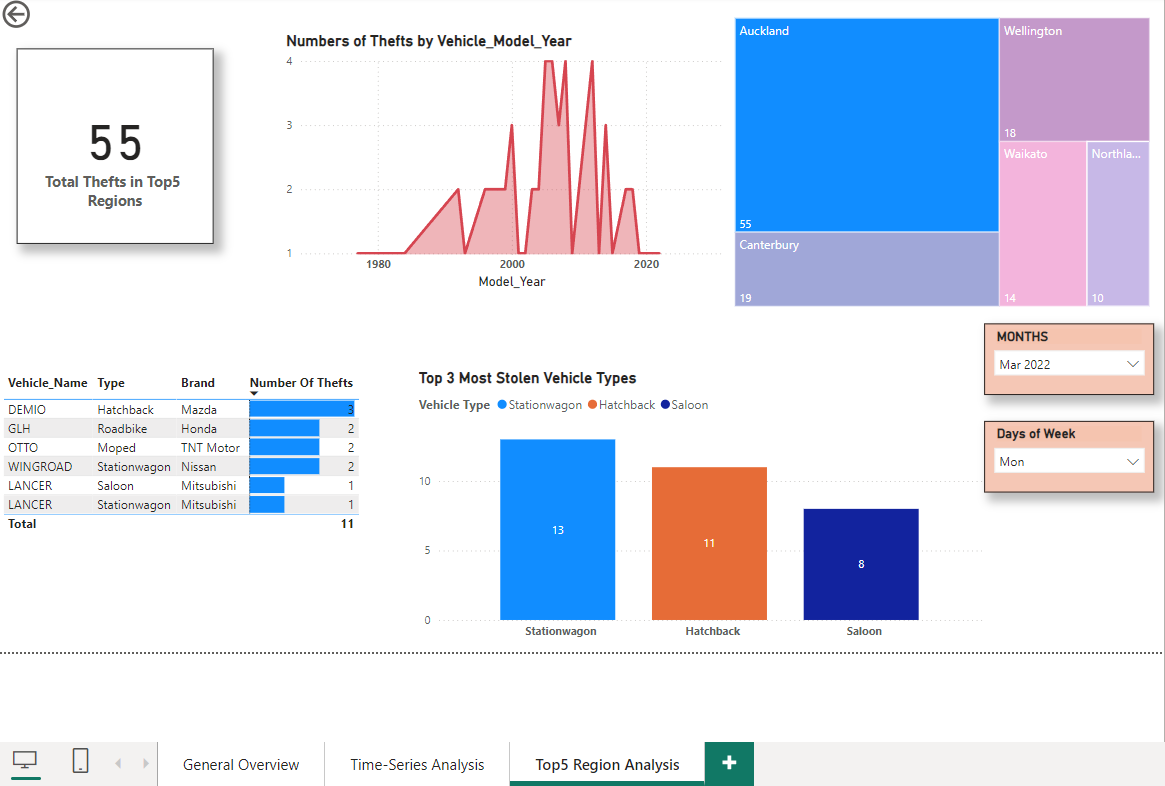 55
Total Thefts in Top5
Regions
Numbers of Thefts by Vehicle_Model_Year
4
3
2
1
1980 2000 2020
Model_Year
Auckland
55
Canterbury
19
Wellington
18
Waikato
14
Northla...
10
MONTHS
Mar 2022
Days of Week
Mon
Vehicle_Name Type Brand Number Of Thefts
DEMIO Hatchback Mazda 3
GLH Roadbike Honda 2
OTTO Moped TNT Motor 2
WINGROAD Stationwagon Nissan 2
LANCER Saloon Mitsubishi 1
LANCER Stationwagon Mitsubishi 1
Total 11
Top 3 Most Stolen Vehicle Types
Vehicle Type Stationwagon Hatchback Saloon
10
5
0
13
11
8
Stationwagon Hatchback Saloon
General Overview Time-Series Analysis Top5 Region Analysis +